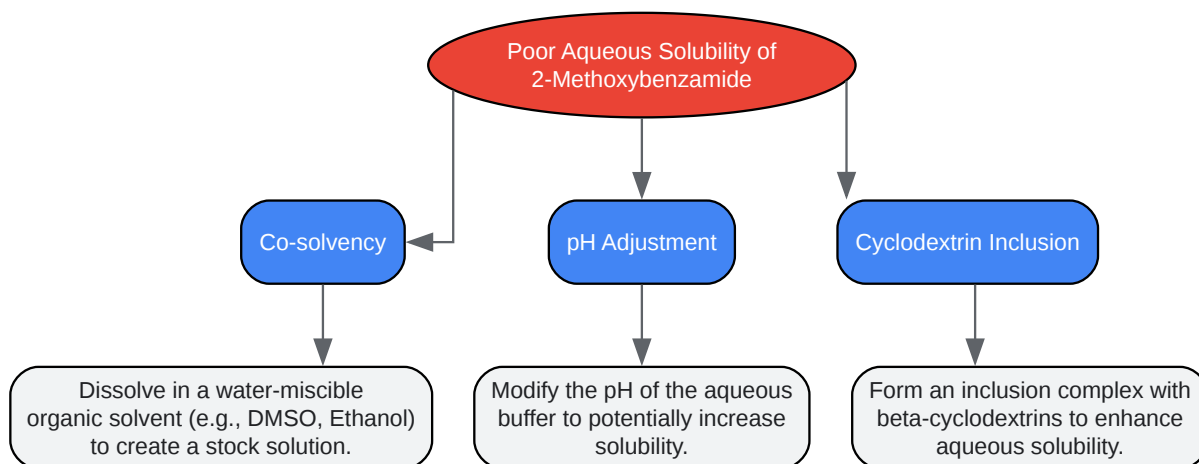 Poor Aqueous Solubility of
2-Methoxybenzamide
Co-solvency
pH Adjustment
Cyclodextrin Inclusion
Dissolve in a water-miscible
organic solvent (e.g., DMSO, Ethanol)
to create a stock solution.
Modify the pH of the aqueous
buffer to potentially increase
solubility.
Form an inclusion complex with
beta-cyclodextrins to enhance
aqueous solubility.